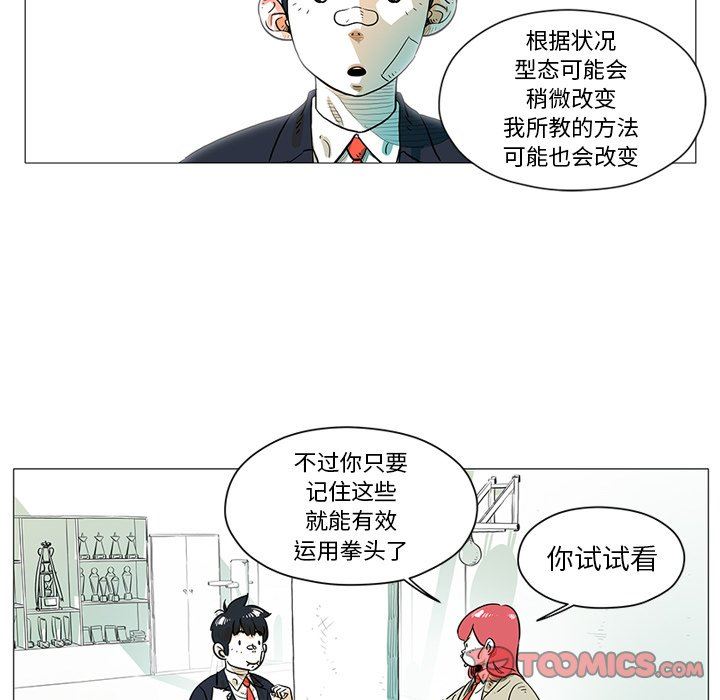 根据状况
型态可能会
稍微改变
我所教的方法
可能也会改变
不过你只要
记住这些
就能有效
运用拳头了
你试试看
TOOMICS.COM